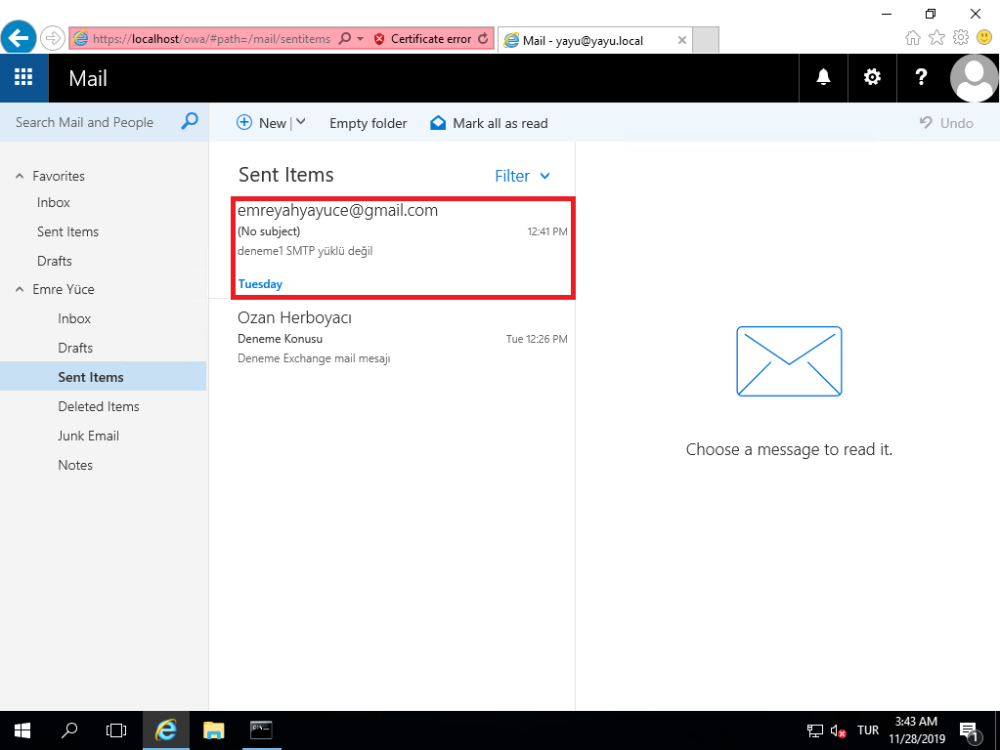 https://localhost/owa/#path=/mail/sentitems
Certificate error
Mail - yayu@yayu.local
Mail
?
Search Mail and People
New
Empty folder
Mark all as read
Undo
Favorites
Inbox
Sent Items
Drafts
Emre Yüce
Inbox
Drafts
Sent Items
Deleted Items
Junk Email
Notes
Sent Items
Filter
emreyahyayuce@gmail.com
(No subject)
12:41 PM
deneme1 SMTP yüklü değil
Tuesday
Ozan Herboyacı
Deneme Konusu
Tue 12:26 PM
Deneme Exchange mail mesajı
Choose a message to read it.
TUR
3:43 AM
11/28/2019
1